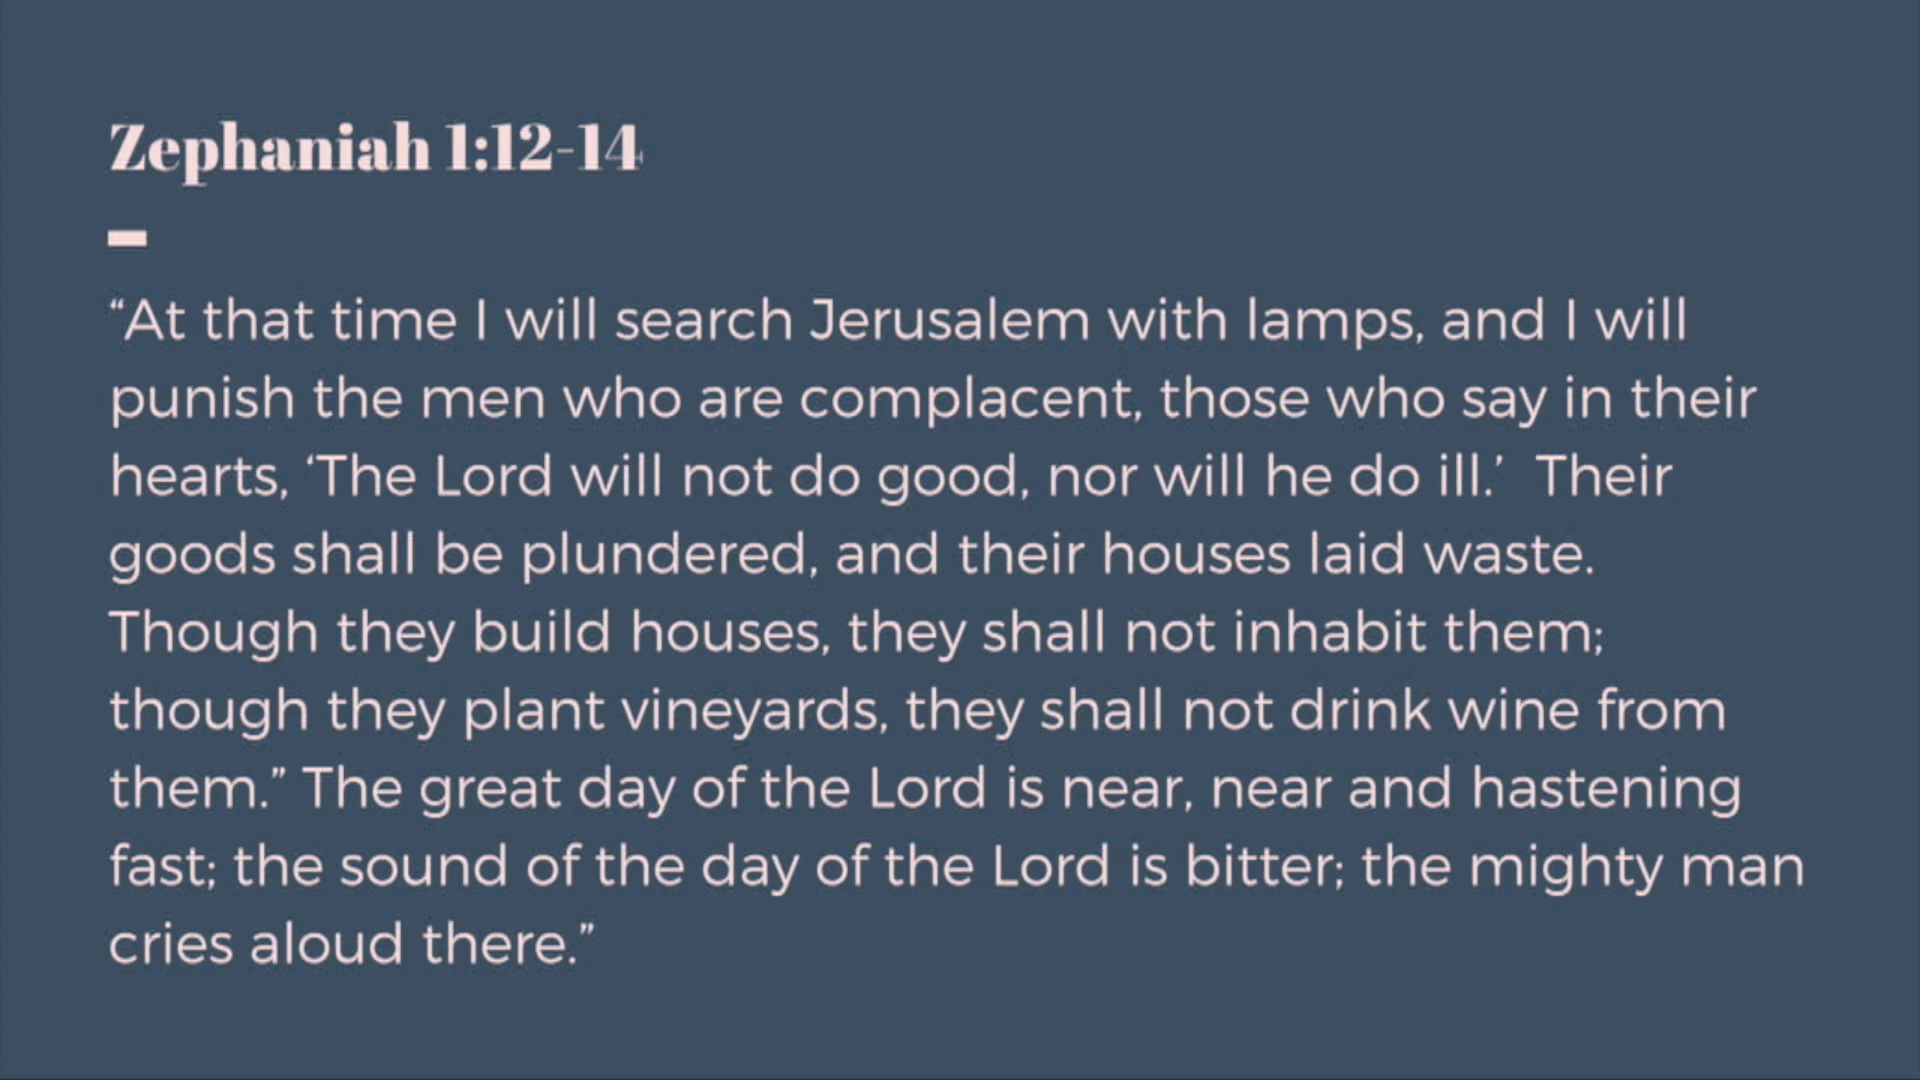 Zephaniah 1:12-14
“At that time I will search Jerusalem with lamps, and I will
punish the men who are complacent, those who say in their
hearts, ‘The Lord will not do good, nor will he do ill.’  Their
goods shall be plundered, and their houses laid waste.
Though they build houses, they shall not inhabit them;
though they plant vineyards, they shall not drink wine from
them.” The great day of the Lord is near, near and hastening
fast; the sound of the day of the Lord is bitter; the mighty man
cries aloud there.”